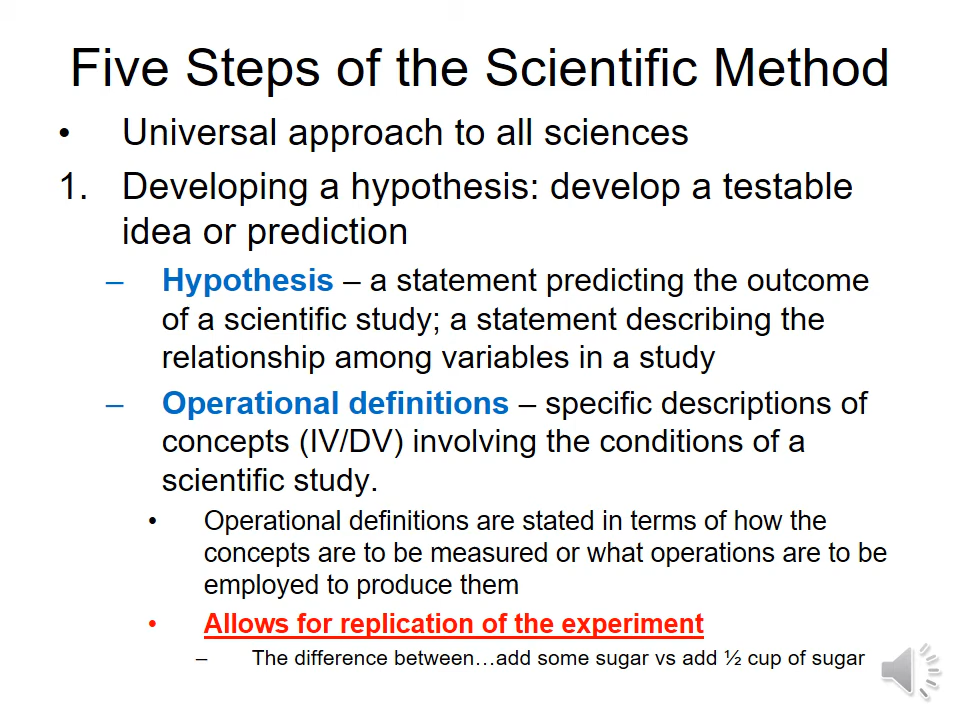 Five Steps of the Scientific Method
• Universal approach to all sciences
1. Developing a hypothesis: develop a testable
idea or prediction
– Hypothesis – a statement predicting the outcome
of a scientific study; a statement describing the
relationship among variables in a study
– Operational definitions – specific descriptions of
concepts (IV/DV) involving the conditions of a
scientific study.
• Operational definitions are stated in terms of how the
concepts are to be measured or what operations are to be
employed to produce them
• Allows for replication of the experiment
– The difference between…add some sugar vs add ½ cup of sugar